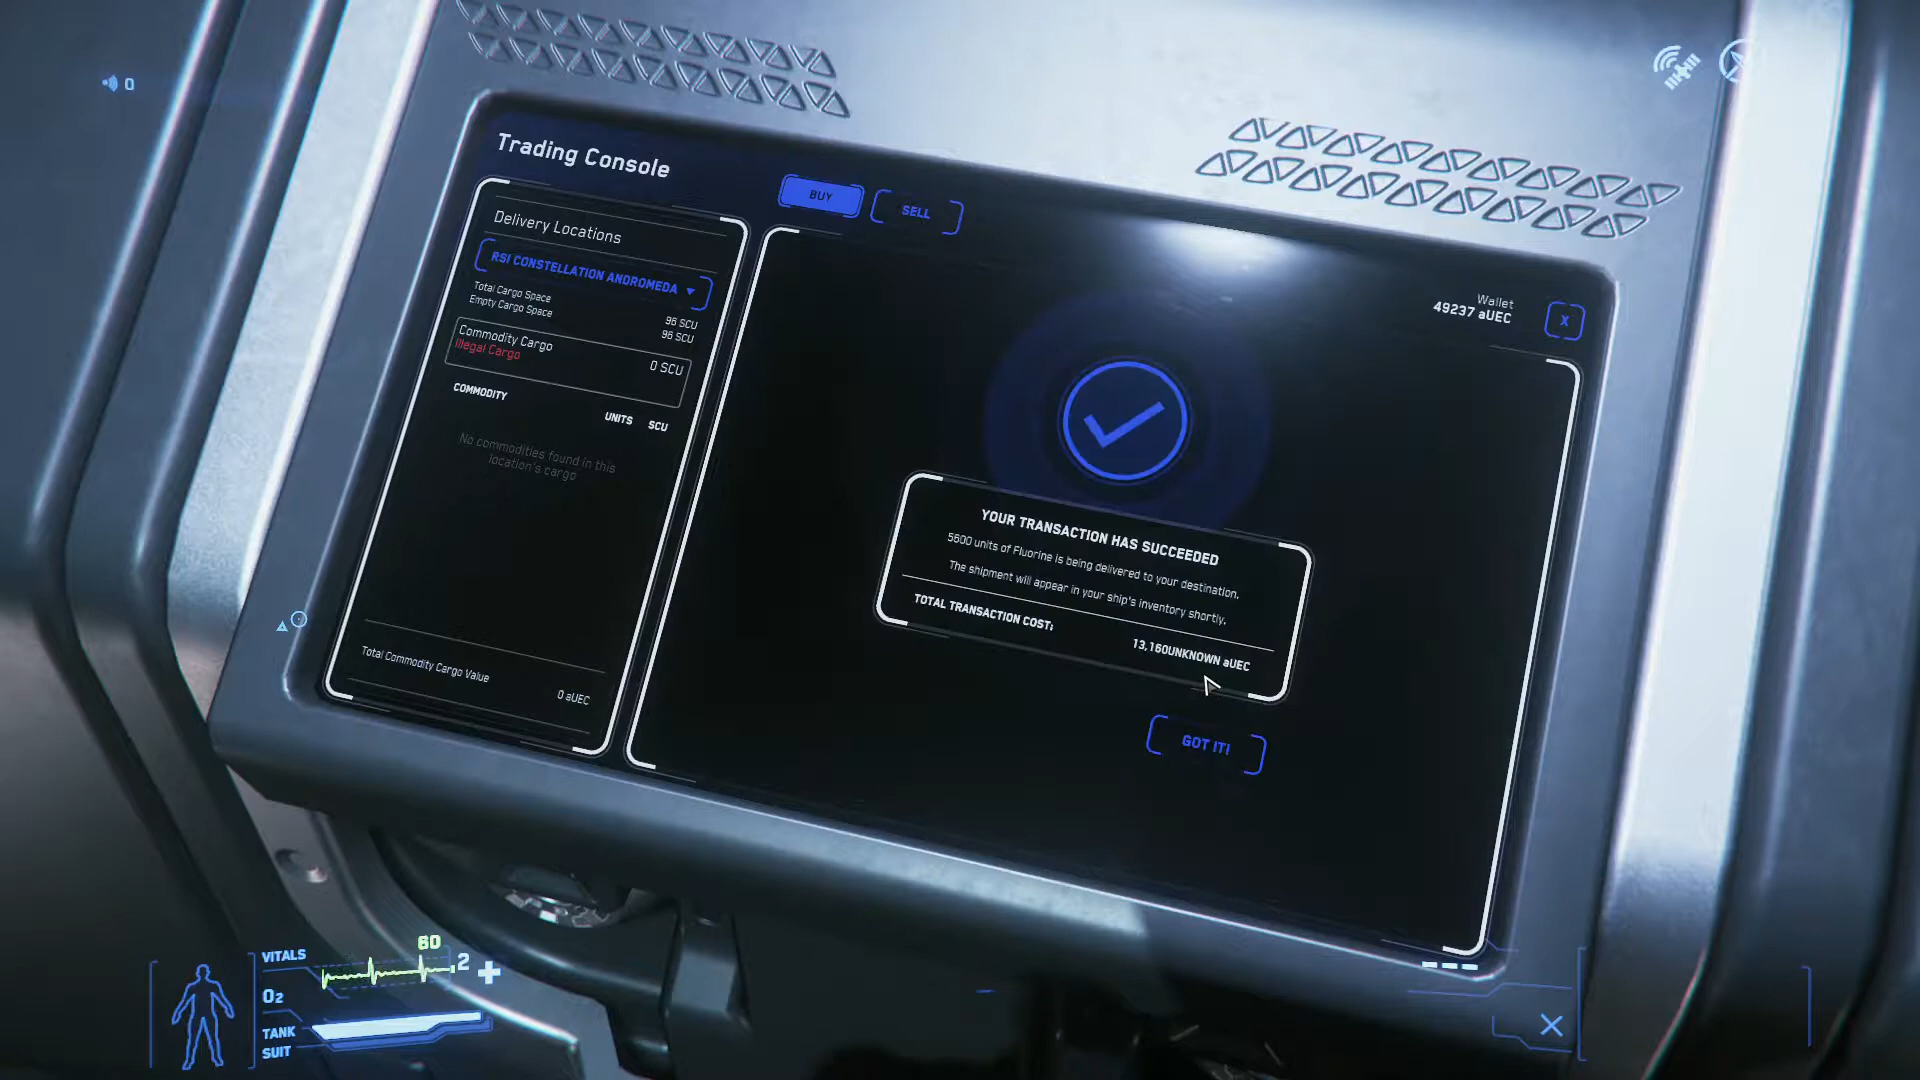 0
Trading Console
BUY
SELL
Delivery Locations
RSI CONSTELLATION ANDROMEDA
Total Cargo Space 96 SCU
Empty Cargo Space 96 SCU
Commodity Cargo 0 SCU
Illegal Cargo
COMMODITY UNITS SCU
No commodities found in this
location's cargo
Total Commodity Cargo Value 0 aUEC
Wallet
49237 aUEC
X
YOUR TRANSACTION HAS SUCCEEDED
5600 units of Fluorine is being delivered to your destination.
The shipment will appear in your ship's inventory shortly.
TOTAL TRANSACTION COST: 13,160UNKNOWN aUEC
GOT IT!
VITALS 80 2
O2
TANK
SUIT